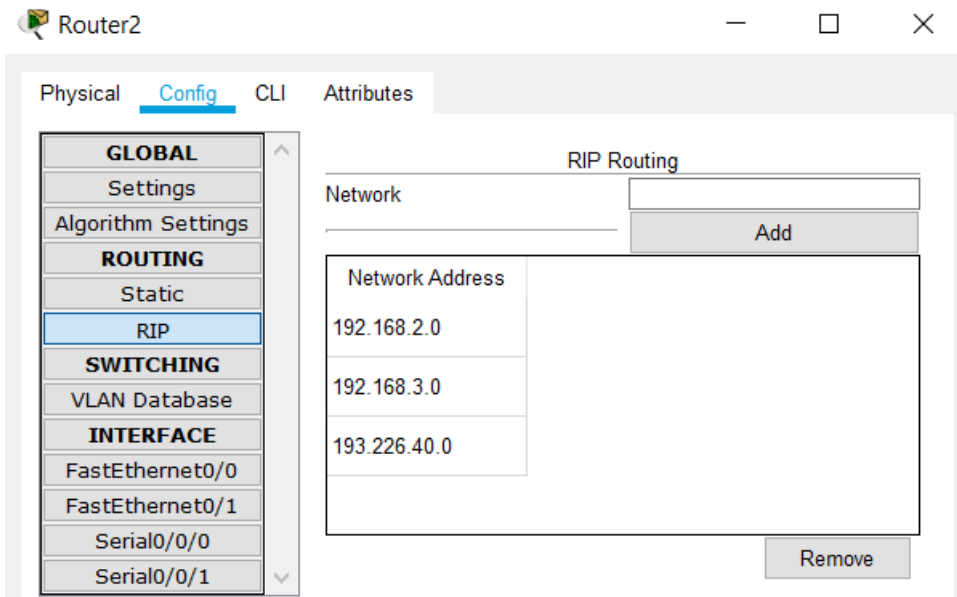 Router2
Physical Config CLI Attributes
GLOBAL
Settings
Algorithm Settings
ROUTING
Static
RIP
SWITCHING
VLAN Database
INTERFACE
FastEthernet0/0
FastEthernet0/1
Serial0/0/0
Serial0/0/1
RIP Routing
Network
Add
Network Address
192.168.2.0
192.168.3.0
193.226.40.0
Remove